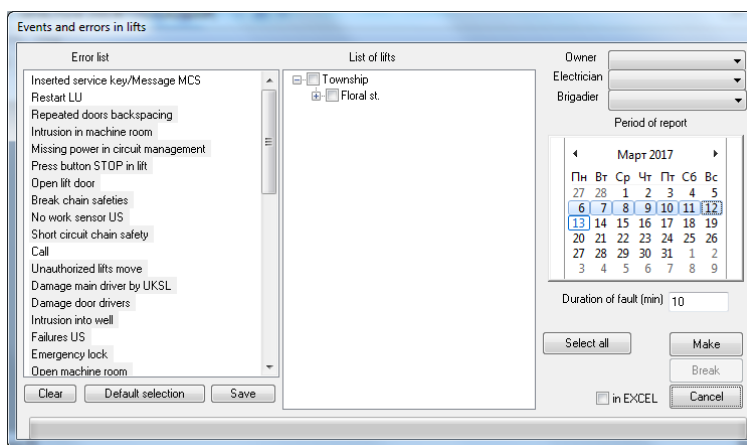 Events and errors in lifts
Error list
Inserted service key/Message MCS
Restart LU
Repeated doors backspacing
Intrusion in machine room
Missing power in circuit management
Press button STOP in lift
Open lift door
Break chain safeties
No work sensor US
Short circuit chain safety
Call
Unauthorized lifts move
Damage main driver by UKSL
Damage door drivers
Intrusion into well
Failures US
Emergency lock
Open machine room
Clear Default selection Save
List of lifts
Township
Floral st.
Owner
Electrician
Brigadier
Period of report
Март 2017
Пн Вт Ср Чт Пт Сб Вс
27 28 1 2 3 4 5
6 7 8 9 10 11 12
13 14 15 16 17 18 19
20 21 22 23 24 25 26
27 28 29 30 31 1 2
3 4 5 6 7 8 9
Duration of fault (min) 10
Select all Make
Break
in EXCEL Cancel